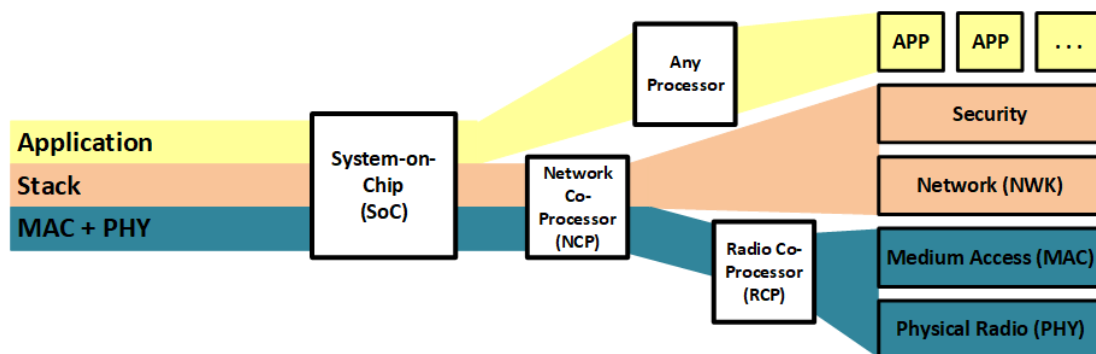 Application
Stack
MAC + PHY
System-on-
Chip
(SoC)
Any
Processor
Network
Co-
Processor
(NCP)
Radio Co-
Processor
(RCP)
APP
APP
. . .
Security
Network (NWK)
Medium Access (MAC)
Physical Radio (PHY)